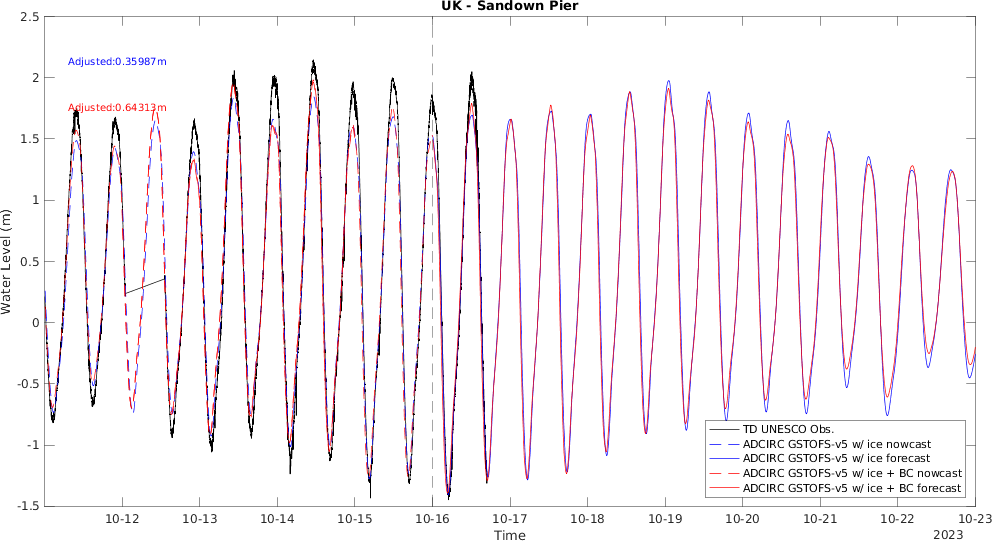 UK - Sandown Pier
2.5
2
1.5
1
0.5
0
-0.5
-1
-1.5
Water Level (m)
Adjusted:0.35987m
Adjusted:0.64313m
TD UNESCO Obs.
ADCIRC GSTOFS-v5 w/ ice nowcast
ADCIRC GSTOFS-v5 w/ ice forecast
ADCIRC GSTOFS-v5 w/ ice + BC nowcast
ADCIRC GSTOFS-v5 w/ ice + BC forecast
10-12 10-13 10-14 10-15 10-16 10-17 10-18 10-19 10-20 10-21 10-22 10-23
Time
2023